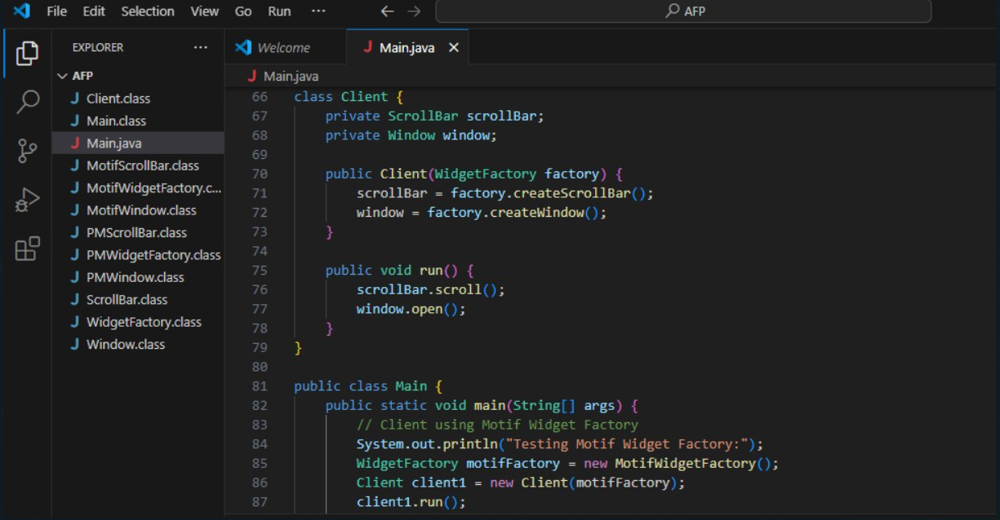 File Edit Selection View Go Run ··· ← → AFP
EXPLORER ···
Welcome
J Main.java ×
AFP
J Client.class
J Main.class
J Main.java
J MotifScrollBar.class
J MotifWidgetFactory.c...
J MotifWindow.class
J PMScrollBar.class
J PMWidgetFactory.class
J PMWindow.class
J ScrollBar.class
J WidgetFactory.class
J Window.class
J Main.java
66 class Client {
67     private ScrollBar scrollBar;
68     private Window window;
69
70     public Client(WidgetFactory factory) {
71         scrollBar = factory.createScrollBar();
72         window = factory.createWindow();
73     }
74
75     public void run() {
76         scrollBar.scroll();
77         window.open();
78     }
79 }
80
81 public class Main {
82     public static void main(String[] args) {
83         // Client using Motif Widget Factory
84         System.out.println("Testing Motif Widget Factory:");
85         WidgetFactory motifFactory = new MotifWidgetFactory();
86         Client client1 = new Client(motifFactory);
87         client1.run();